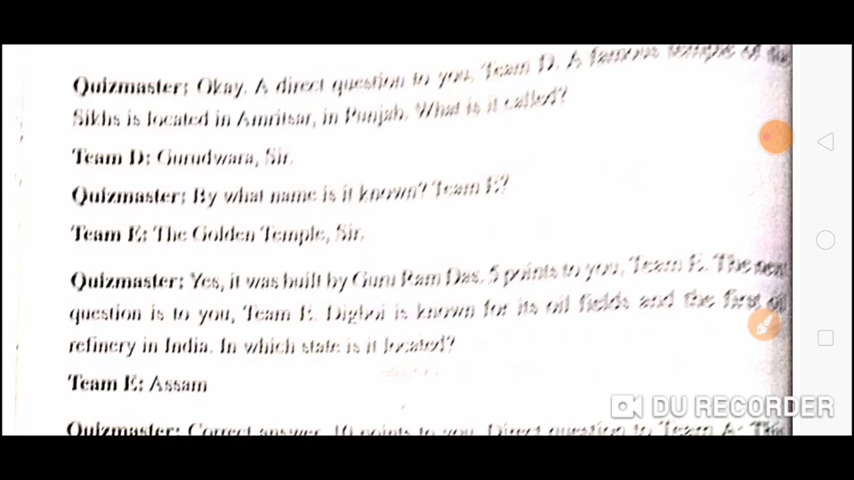 Quizmaster: Okay. A direct question to you, Team D. A famous temple of the
Sikhs is located in Amritsar, in Punjab. What is it called?
Team D: Gurudwara, Sir.
Quizmaster: By what name is it known? Team E?
Team E: The Golden Temple, Sir.
Quizmaster: Yes, it was built by Guru Ram Das. 5 points to you, Team E. The next
question is to you, Team E. Digboi is known for its oil fields and the first oil
refinery in India. In which state is it located?
Team E: Assam
Quizmaster: Correct answer. 10 points to you. Direct question to Team A: This
DU RECORDER